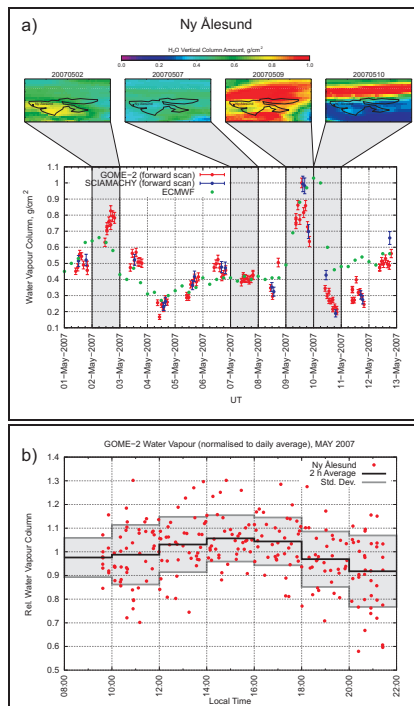 Ny Ålesund
a)
H2O Vertical Column Amount, g/cm2
0.0 0.2 0.4 0.6 0.8 1.0
20070502 20070507 20070509 20070510
GOME-2 (forward scan)
SCIAMACHY (forward scan)
ECMWF
Water Vapour Column, g/cm2
1.1
1
0.9
0.8
0.7
0.6
0.5
0.4
0.3
0.2
0.1
01-May-2007
02-May-2007
03-May-2007
04-May-2007
05-May-2007
06-May-2007
07-May-2007
08-May-2007
09-May-2007
10-May-2007
11-May-2007
12-May-2007
13-May-2007
UT
b)
GOME-2 Water Vapour (normalised to daily average), MAY 2007
Ny Ålesund
2 h Average
Std. Dev.
Rel. Water Vapour Column
1.5
1.4
1.3
1.2
1.1
1
0.9
0.8
0.7
0.6
0.5
08:00
10:00
12:00
14:00
16:00
18:00
20:00
22:00
Local Time